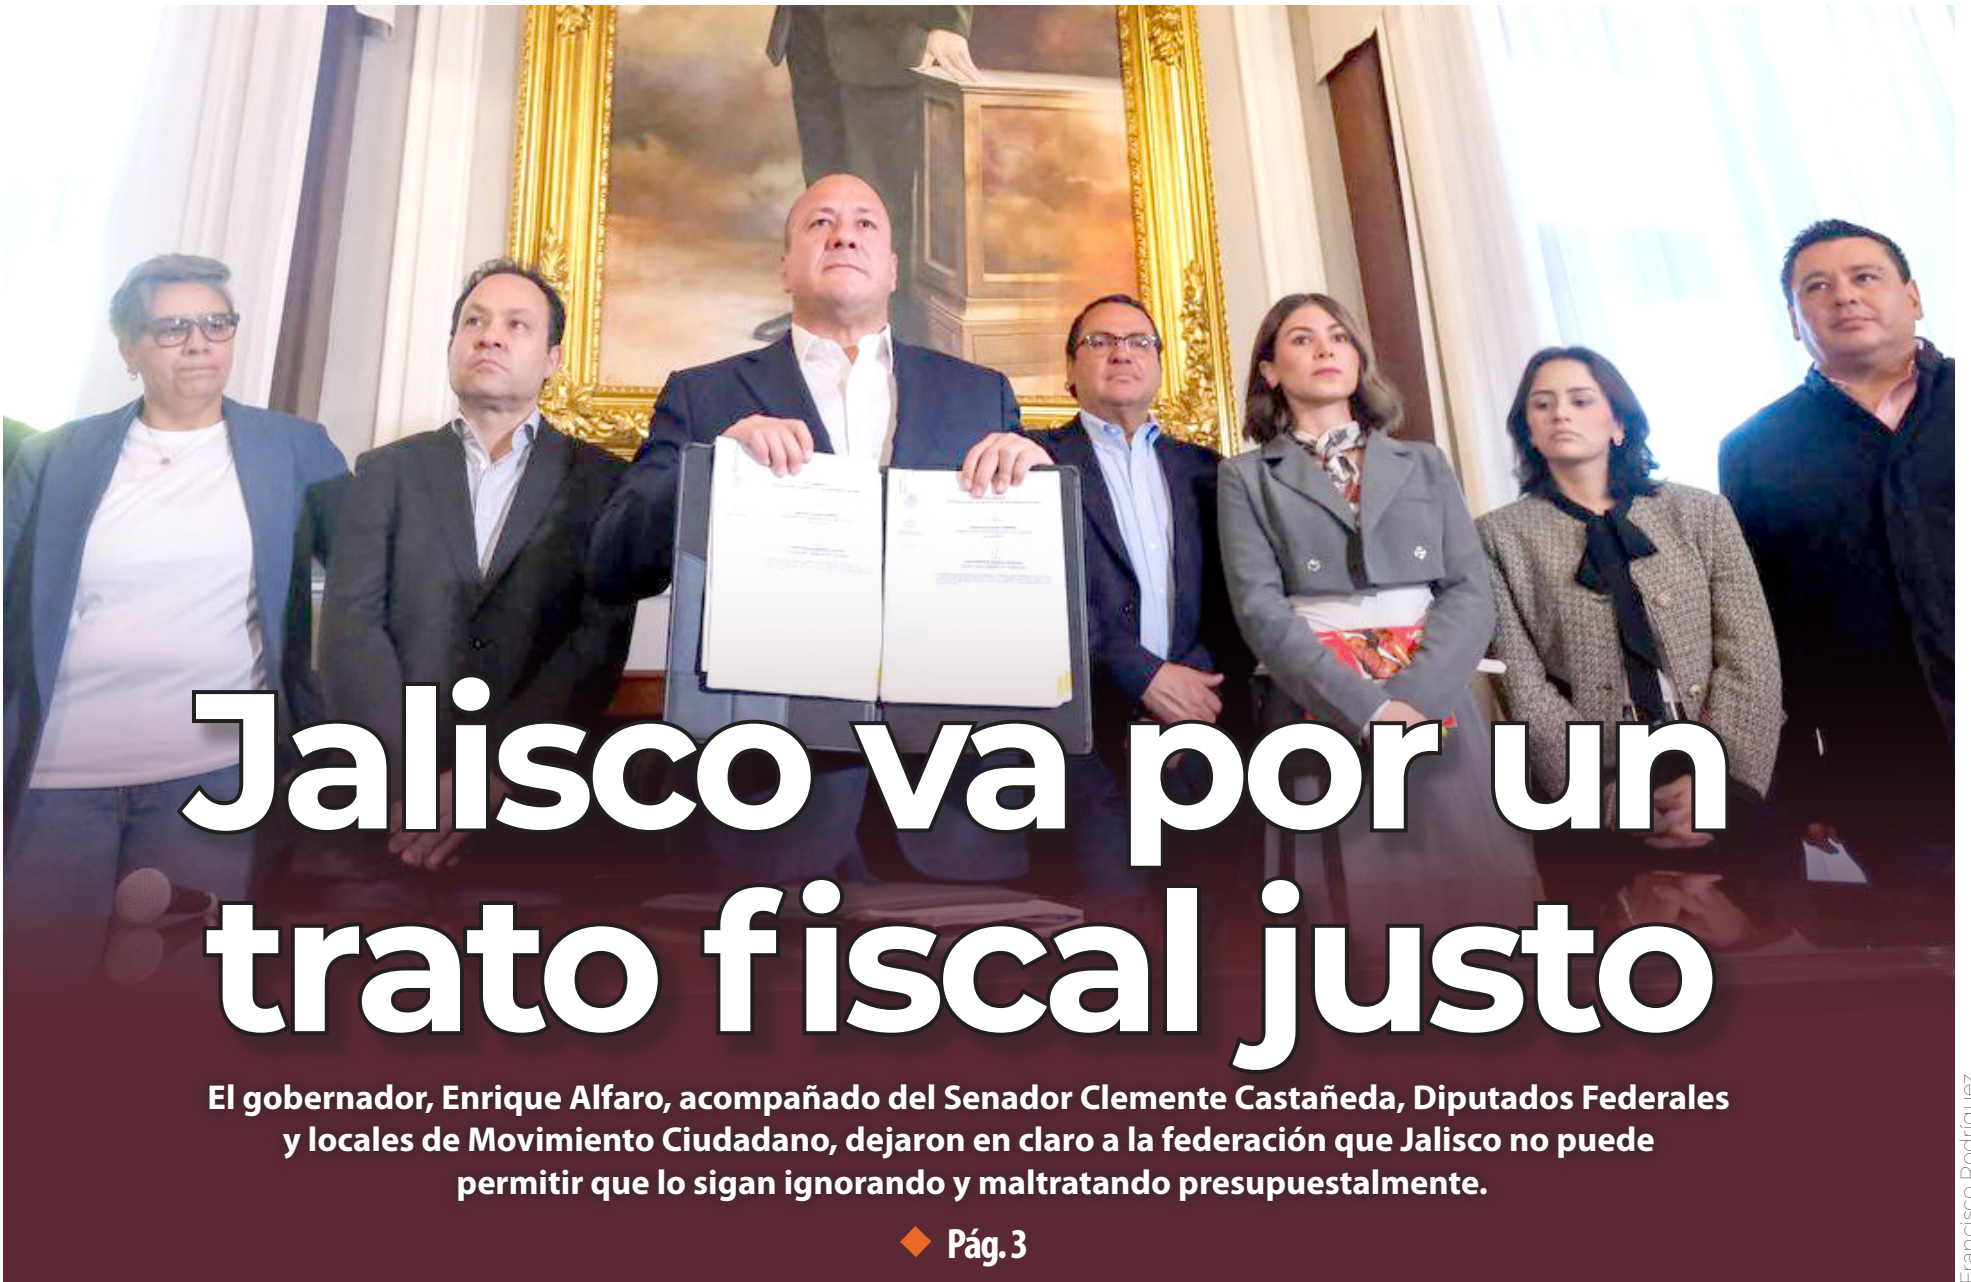 Jalisco va por un
trato fiscal justo
El gobernador, Enrique Alfaro, acompañado del Senador Clemente Castañeda, Diputados Federales
y locales de Movimiento Ciudadano, dejaron en claro a la federación que Jalisco no puede
permitir que lo sigan ignorando y maltratando presupuestalmente.
Pág. 3
Francisco Rodríguez